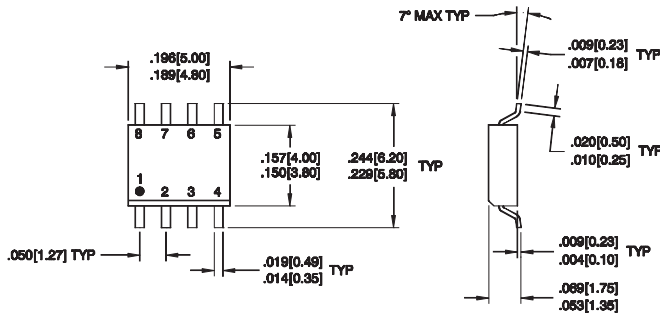 7° MAX TYP
.196[5.00]
.189[4.80]
.009[0.23]
.007[0.18]
TYP
8 7 6 5
.157[4.00]
.150[3.80]
.244[6.20]
.229[5.80]
TYP
.020[0.50]
.010[0.25]
TYP
1
2 3 4
.050[1.27] TYP
.019[0.49]
.014[0.35]
TYP
.009[0.23]
.004[0.10]
TYP
.069[1.75]
.053[1.35]